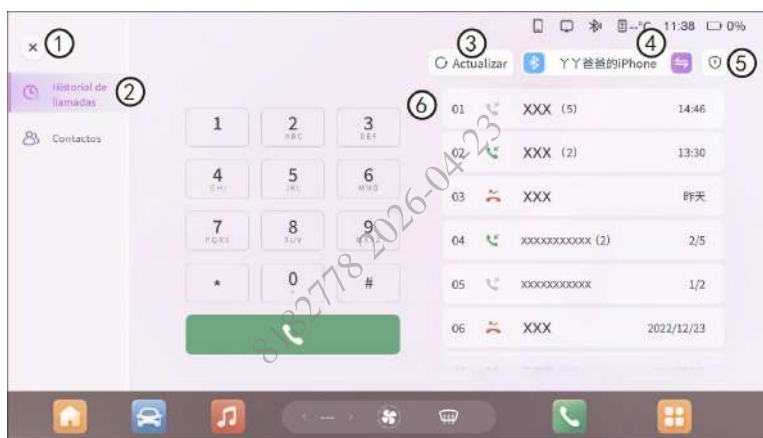 11:38 0%
--°C
×
1
2
3
4
5
6
Actualizar
丫丫爸爸的iPhone
Historial de
llamadas
Contactos
1
2
ABC
3
DEF
4
GHI
5
JKL
6
MNO
7
PQRS
8
TUV
9
WXYZ
*
0
+
#
01 XXX (5) 14:46
02 XXX (2) 13:30
03 XXX 昨天
04 xxxxxxxxxxx (2) 2/5
05 xxxxxxxxxxx 1/2
06 XXX 2022/12/23
‹ --- ›
8182778 2026-04-23